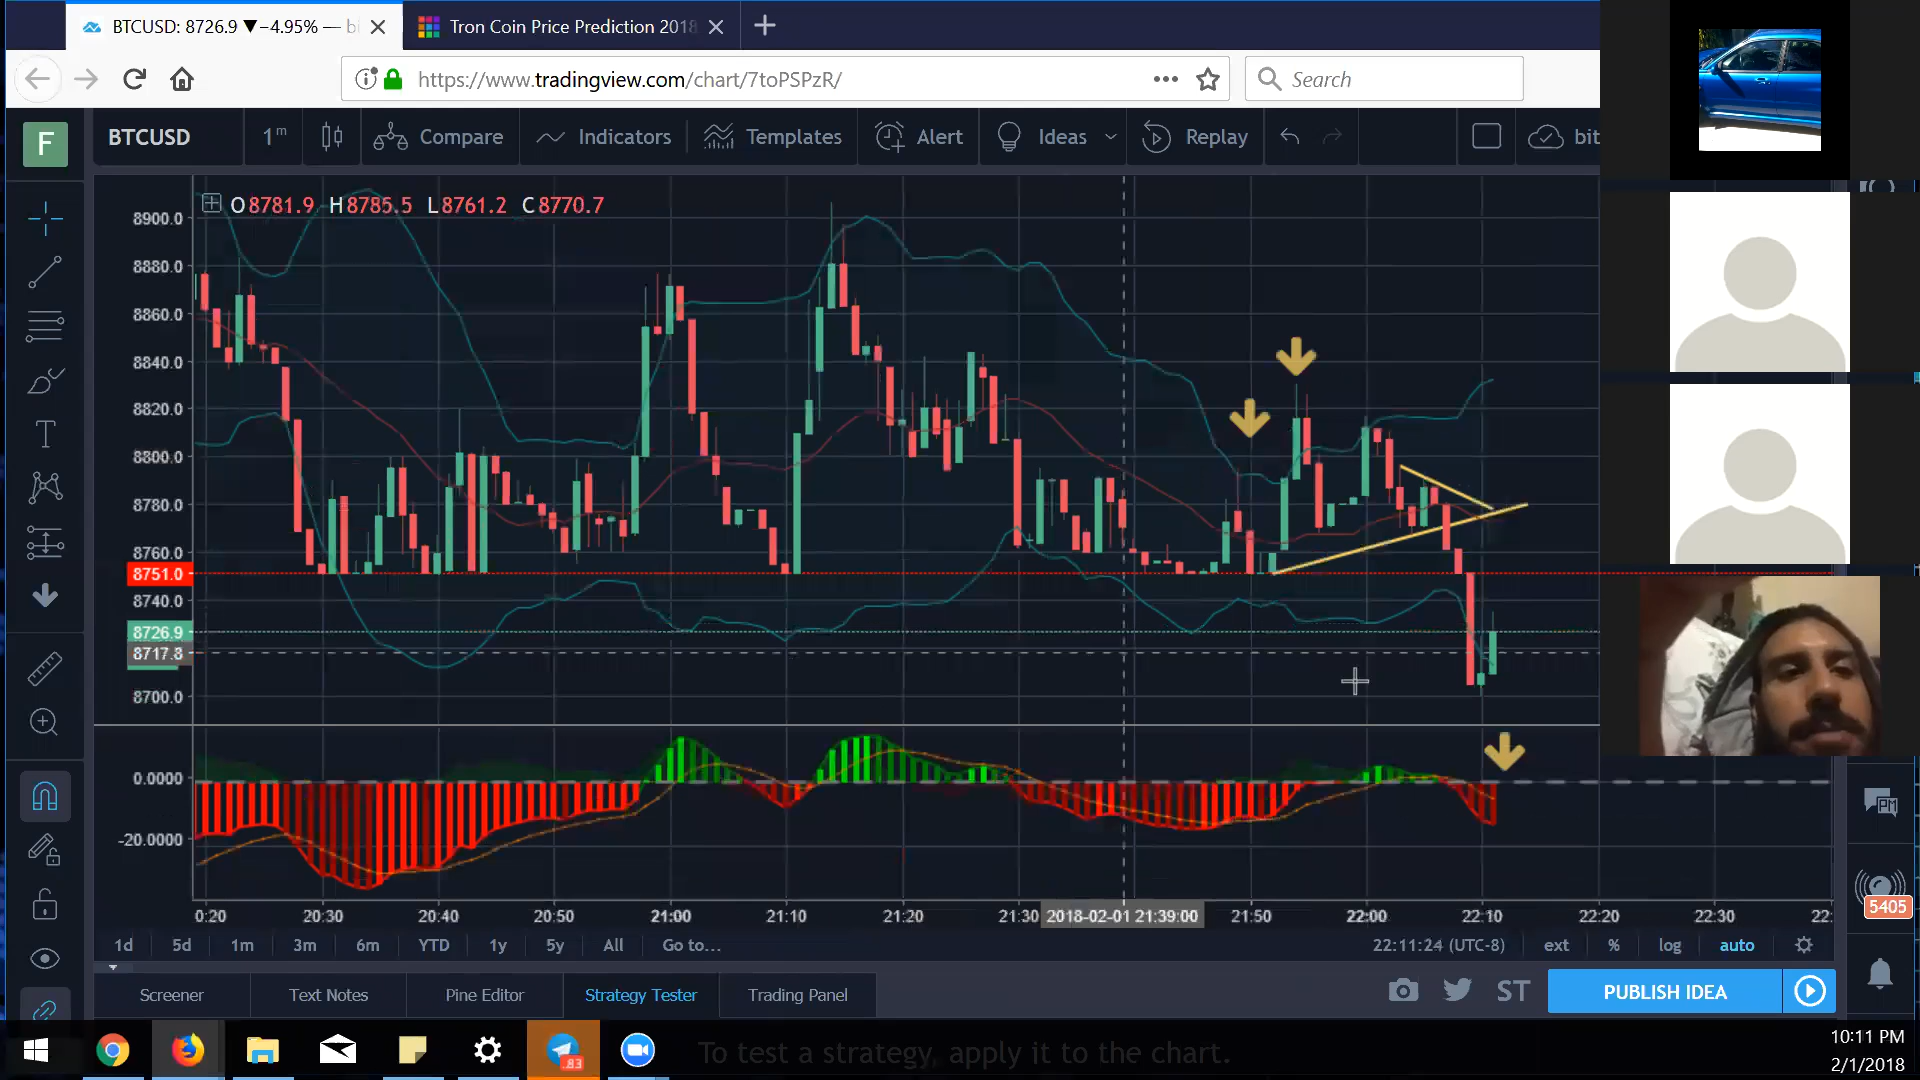 BTCUSD: 8726.9 ▼−4.95% — b
Tron Coin Price Prediction 2018
https://www.tradingview.com/chart/7toPSPzR/
Search
F
BTCUSD
1m
Compare
Indicators
Templates
Alert
Ideas
Replay
bit
O8781.9 H8785.5 L8761.2 C8770.7
8900.0
8880.0
8860.0
8840.0
8820.0
8800.0
8780.0
8760.0
8751.0
8740.0
8726.9
8717.8
8700.0
0.0000
-20.0000
0:20 20:30 20:40 20:50 21:00 21:10 21:20 21:30 2018-02-01 21:39:00 21:50 22:00 22:10 22:20 22:30 22:
1d 5d 1m 3m 6m YTD 1y 5y All Go to...
22:11:24 (UTC-8) ext % log auto
Screener
Text Notes
Pine Editor
Strategy Tester
Trading Panel
ST
PUBLISH IDEA
PM
5405
To test a strategy, apply it to the chart.
83
10:11 PM
2/1/2018